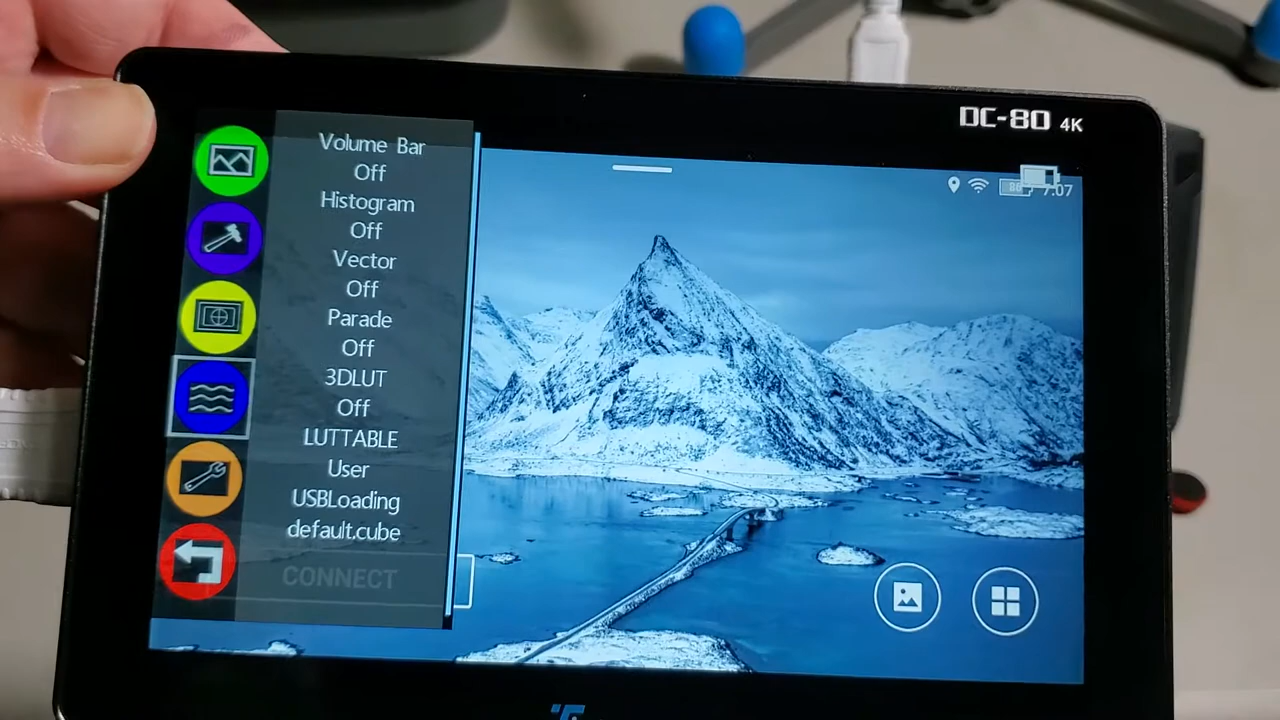 DC-80 4K
Volume Bar
Off
Histogram
Off
Vector
Off
Parade
Off
3DLUT
Off
LUTTABLE
User
USBLoading
default.cube
CONNECT
80
7:07